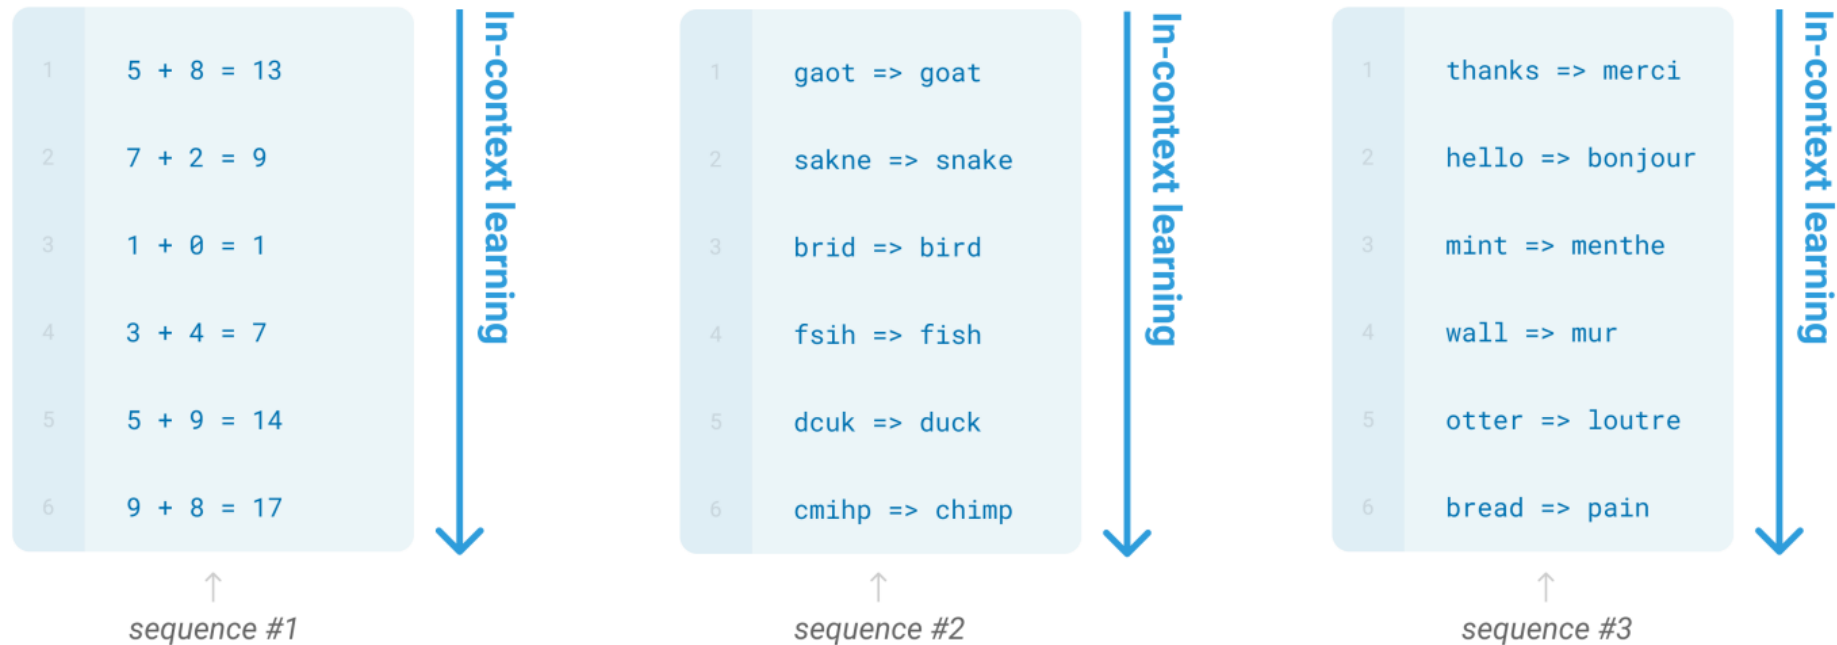 1 5 + 8 = 13
2 7 + 2 = 9
3 1 + 0 = 1
4 3 + 4 = 7
5 5 + 9 = 14
6 9 + 8 = 17
In-context learning
sequence #1
1 gaot => goat
2 sakne => snake
3 brid => bird
4 fsih => fish
5 dcuk => duck
6 cmihp => chimp
In-context learning
sequence #2
1 thanks => merci
2 hello => bonjour
3 mint => menthe
4 wall => mur
5 otter => loutre
6 bread => pain
In-context learning
sequence #3